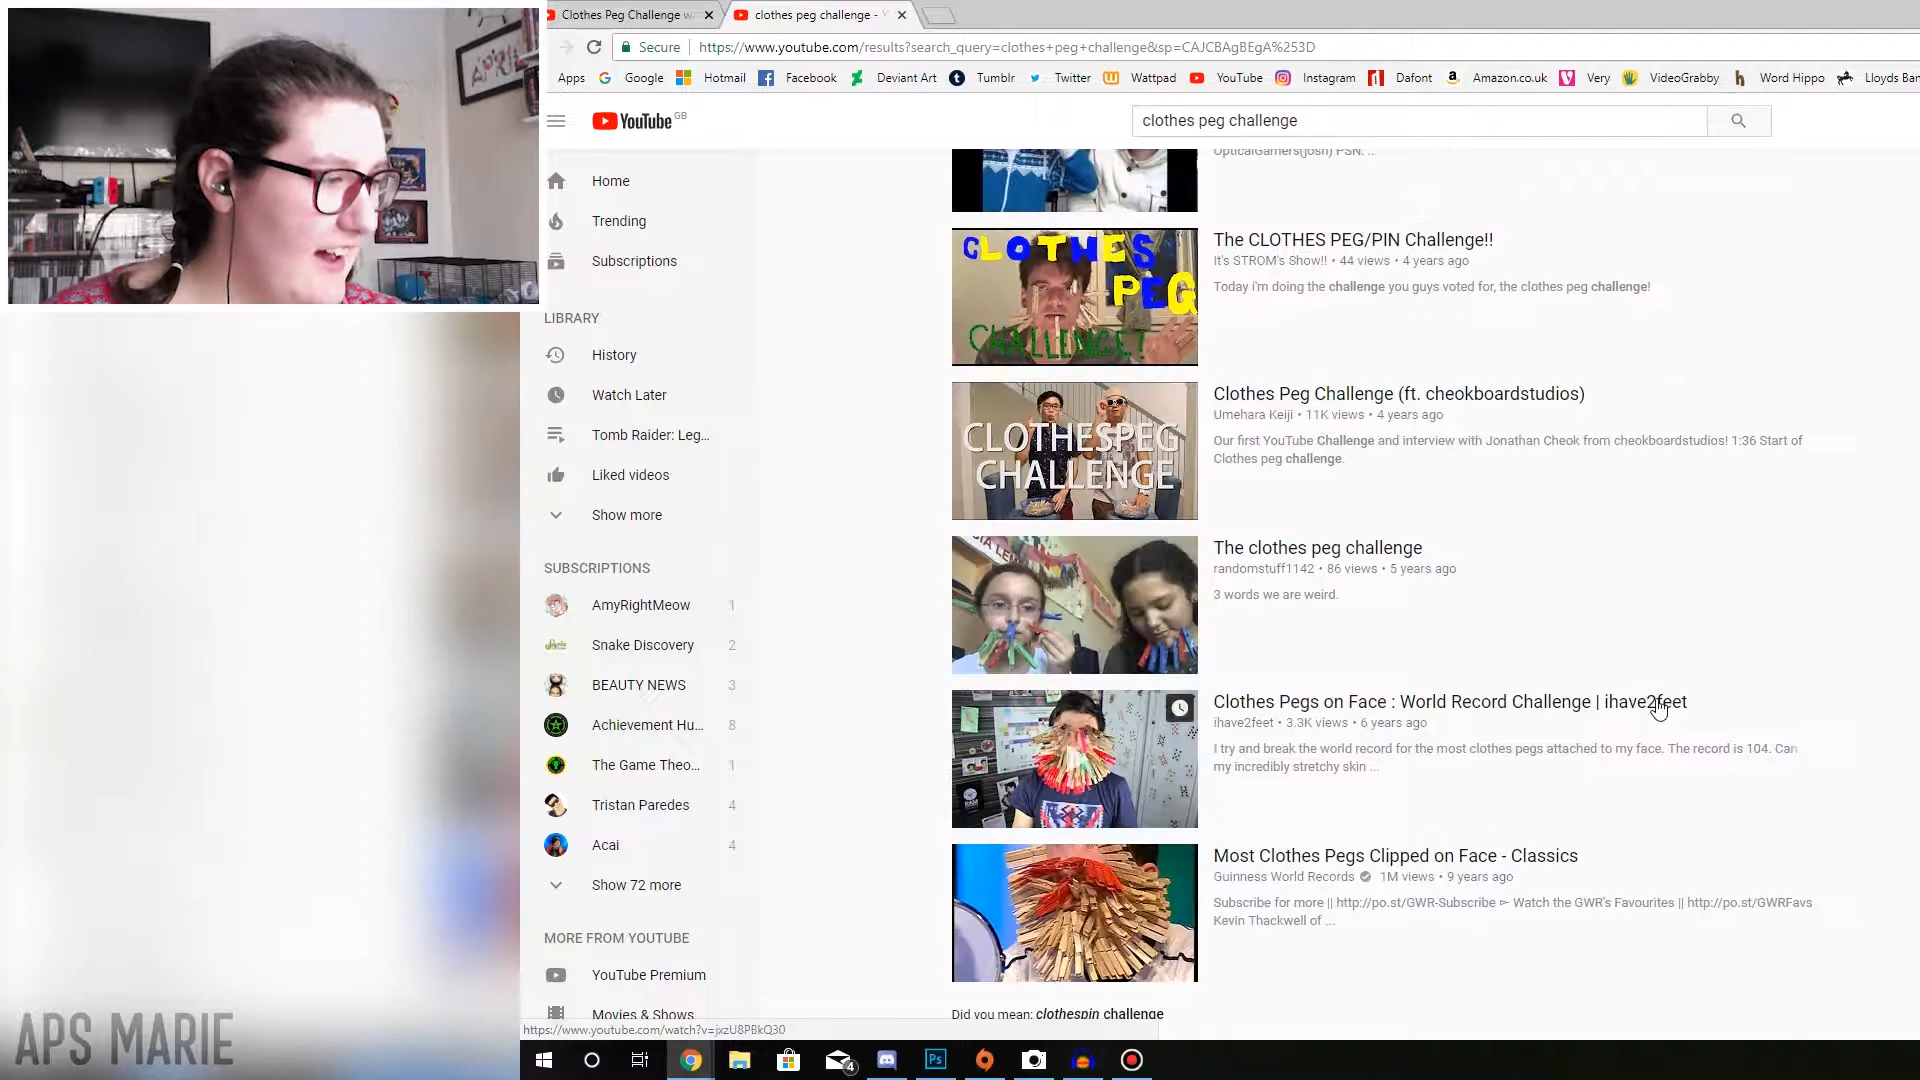 APRIL
Clothes Peg Challenge w
clothes peg challenge -
Secure
https://www.youtube.com/results?search_query=clothes+peg+challenge&sp=CAJCBAgBEgA%253D
Apps Google Hotmail Facebook Deviant Art Tumblr Twitter Wattpad YouTube Instagram Dafont Amazon.co.uk Very VideoGrabby Word Hippo Lloyds Ban
YouTube GB
clothes peg challenge
Home
Trending
Subscriptions
LIBRARY
History
Watch Later
Tomb Raider: Leg...
Liked videos
Show more
SUBSCRIPTIONS
AmyRightMeow 1
Snake Discovery 2
BEAUTY NEWS 3
Achievement Hu... 8
The Game Theo... 1
Tristan Paredes 4
Acai 4
Show 72 more
MORE FROM YOUTUBE
YouTube Premium
Movies & Shows
https://www.youtube.com/watch?v=jxzU8PBkQ30
OpticalGamers(josh) PSN: ...
CLOTHES
PEG
CHALLENGE!
The CLOTHES PEG/PIN Challenge!!
It's STROM's Show!! • 44 views • 4 years ago
Today i'm doing the challenge you guys voted for, the clothes peg challenge!
CLOTHESPEG
CHALLENGE
Clothes Peg Challenge (ft. cheokboardstudios)
Umehara Keiji • 11K views • 4 years ago
Our first YouTube Challenge and interview with Jonathan Cheok from cheokboardstudios! 1:36 Start of
Clothes peg challenge.
The clothes peg challenge
randomstuff1142 • 86 views • 5 years ago
3 words we are weird.
Clothes Pegs on Face : World Record Challenge | ihave2feet
ihave2feet • 3.3K views • 6 years ago
I try and break the world record for the most clothes pegs attached to my face. The record is 104. Can
my incredibly stretchy skin ...
Most Clothes Pegs Clipped on Face - Classics
Guinness World Records 1M views • 9 years ago
Subscribe for more || http://po.st/GWR-Subscribe ► Watch the GWR's Favourites || http://po.st/GWRFavs
Kevin Thackwell of ...
Did you mean: clothespin challenge
APS MARIE
4
Ps